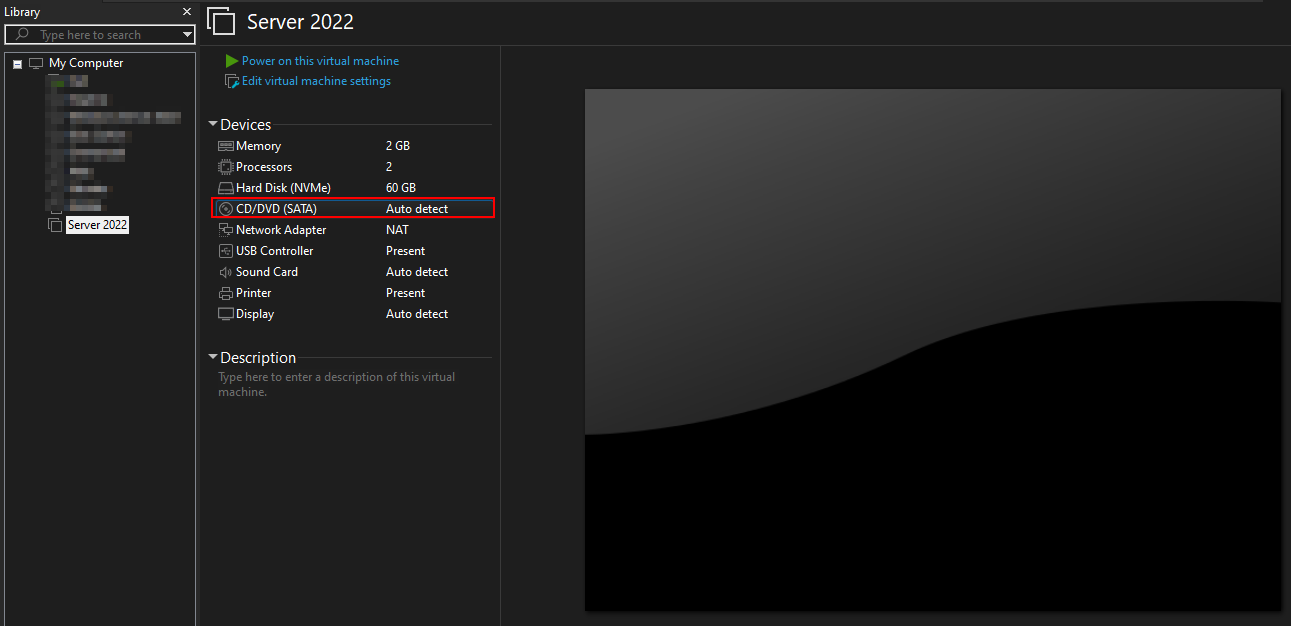 Library
Type here to search
My Computer
Server 2022
Server 2022
Power on this virtual machine
Edit virtual machine settings
Devices
Memory 2 GB
Processors 2
Hard Disk (NVMe) 60 GB
CD/DVD (SATA) Auto detect
Network Adapter NAT
USB Controller Present
Sound Card Auto detect
Printer Present
Display Auto detect
Description
Type here to enter a description of this virtual
machine.